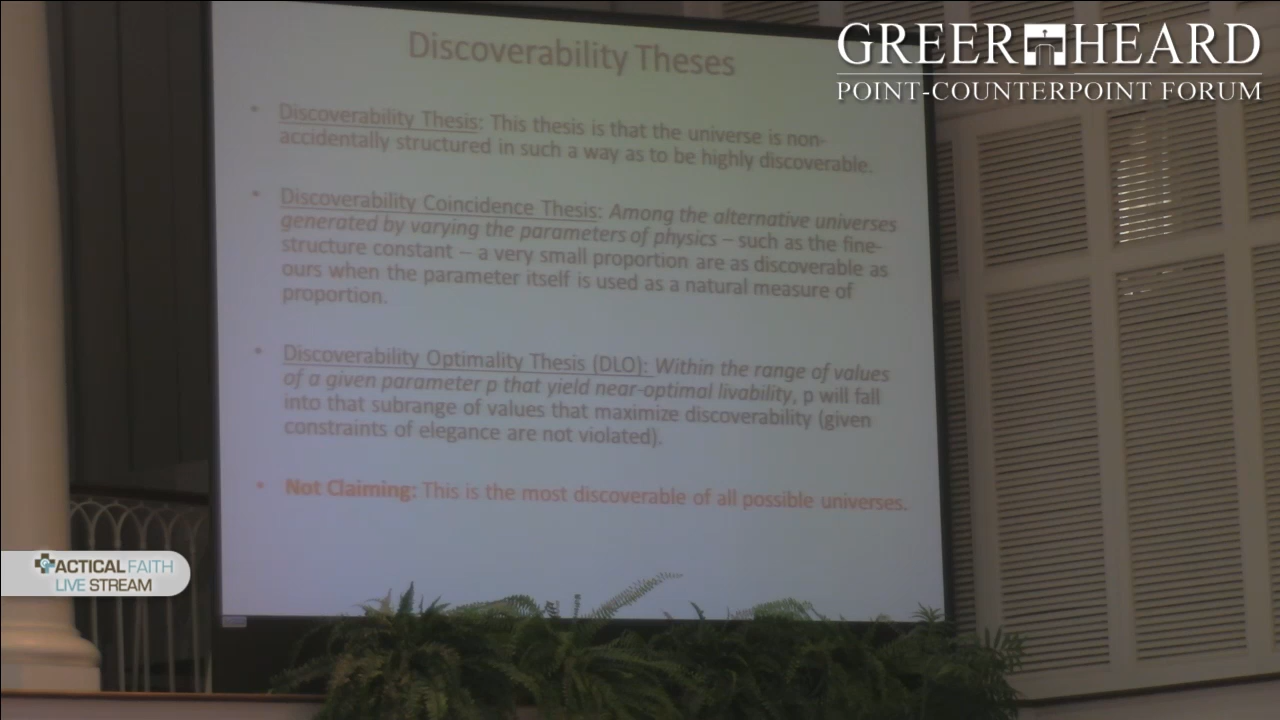 GREER HEARD
POINT-COUNTERPOINT FORUM
Discoverability Theses
• Discoverability Thesis: This thesis is that the universe is non-
accidentally structured in such a way as to be highly discoverable.
• Discoverability Coincidence Thesis: Among the alternative universes
generated by varying the parameters of physics – such as the fine-
structure constant – a very small proportion are as discoverable as
ours when the parameter itself is used as a natural measure of
proportion.
• Discoverability Optimality Thesis (DLO): Within the range of values
of a given parameter p that yield near-optimal livability, p will fall
into that subrange of values that maximize discoverability (given
constraints of elegance are not violated).
• Not Claiming: This is the most discoverable of all possible universes.
TACTICAL FAITH
LIVE STREAM